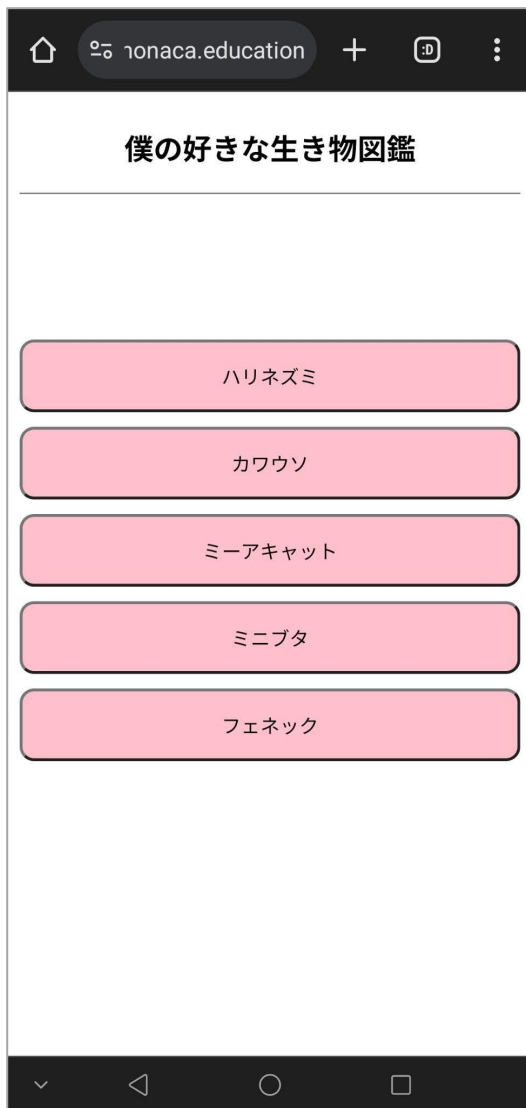 onaca.education
:D
僕の好きな生き物図鑑
ハリネズミ
カワウソ
ミーアキャット
ミニブタ
フェネック